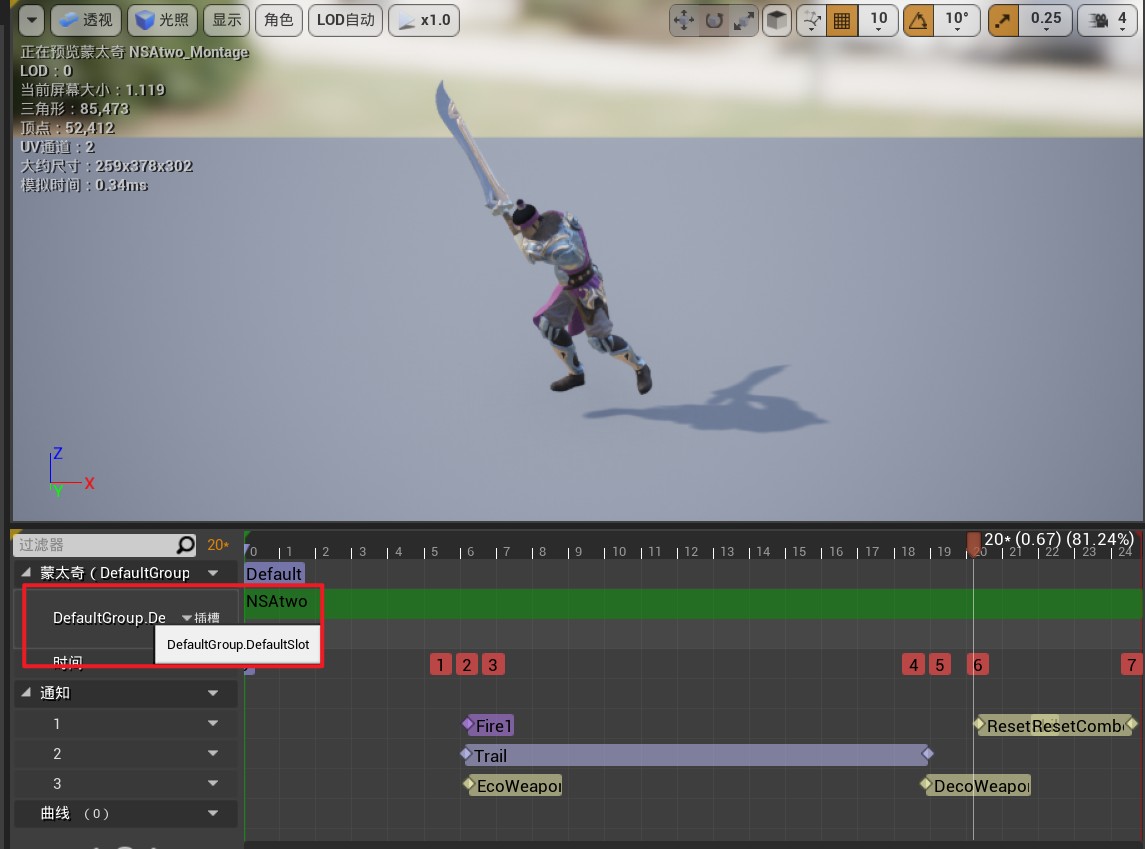 透视 光照 显示 角色 LOD自动 x1.0 10 10° 0.25 4
正在预览蒙太奇 NSAtwo_Montage
LOD：0
当前屏幕大小：1.119
三角形：85,473
顶点：52,412
UV通道：2
大约尺寸：259x378x302
模拟时间：0.34ms
Z
X
Y
过滤器 20*
0 1 2 3 4 5 6 7 8 9 10 11 12 13 14 15 16 17 18 19 20* (0.67) (81.24%) 21 22 23 24
蒙太奇（DefaultGroup Default
NSAtwo
DefaultGroup.De 插槽
DefaultGroup.DefaultSlot
时间 1 2 3 4 5 6 7
通知
1 Fire1 Reset ResetComb
2 Trail
3 EcoWeapon DecoWeapon
曲线 （0）